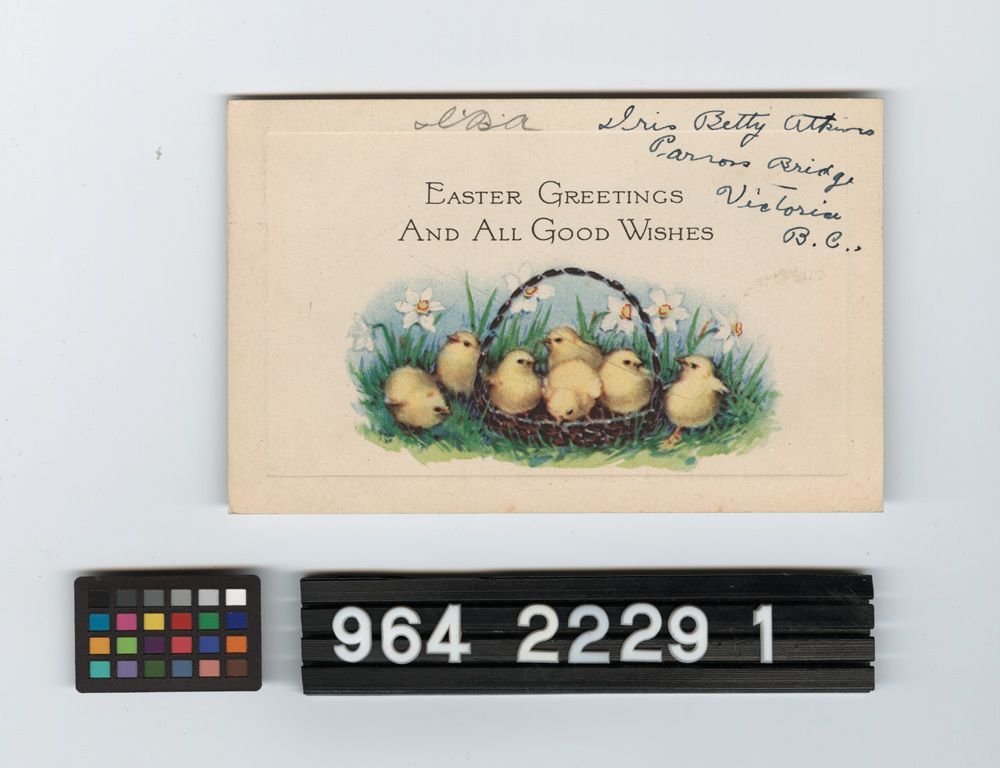 I.B.A
Iris Betty Atkins
Parsons Bridge
Victoria
B.C.,
EASTER GREETINGS
AND ALL GOOD WISHES
964 2229 1